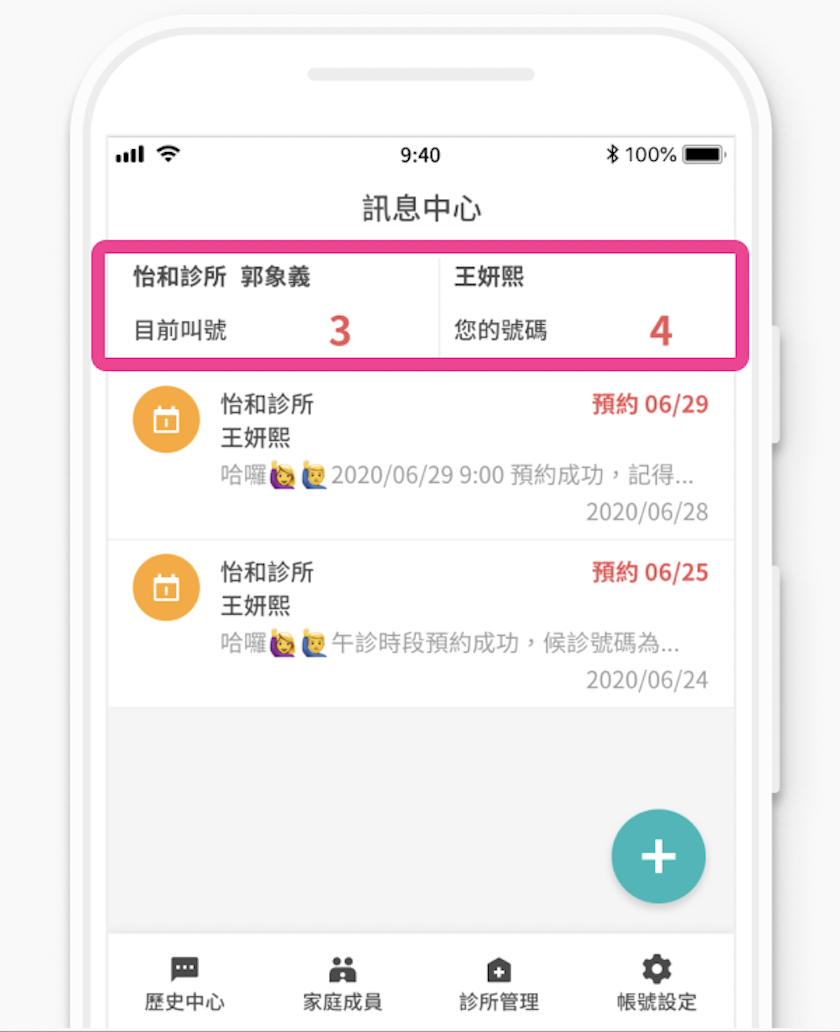 9:40
100%
訊息中心
怡和診所 郭象義
王妍熙
目前叫號 3
您的號碼 4
怡和診所
預約 06/29
王妍熙
哈囉🙋‍♀️🙋‍♂️2020/06/29 9:00 預約成功，記得...
2020/06/28
怡和診所
預約 06/25
王妍熙
哈囉🙋‍♀️🙋‍♂️午診時段預約成功，候診號碼為...
2020/06/24
歷史中心
家庭成員
診所管理
帳號設定